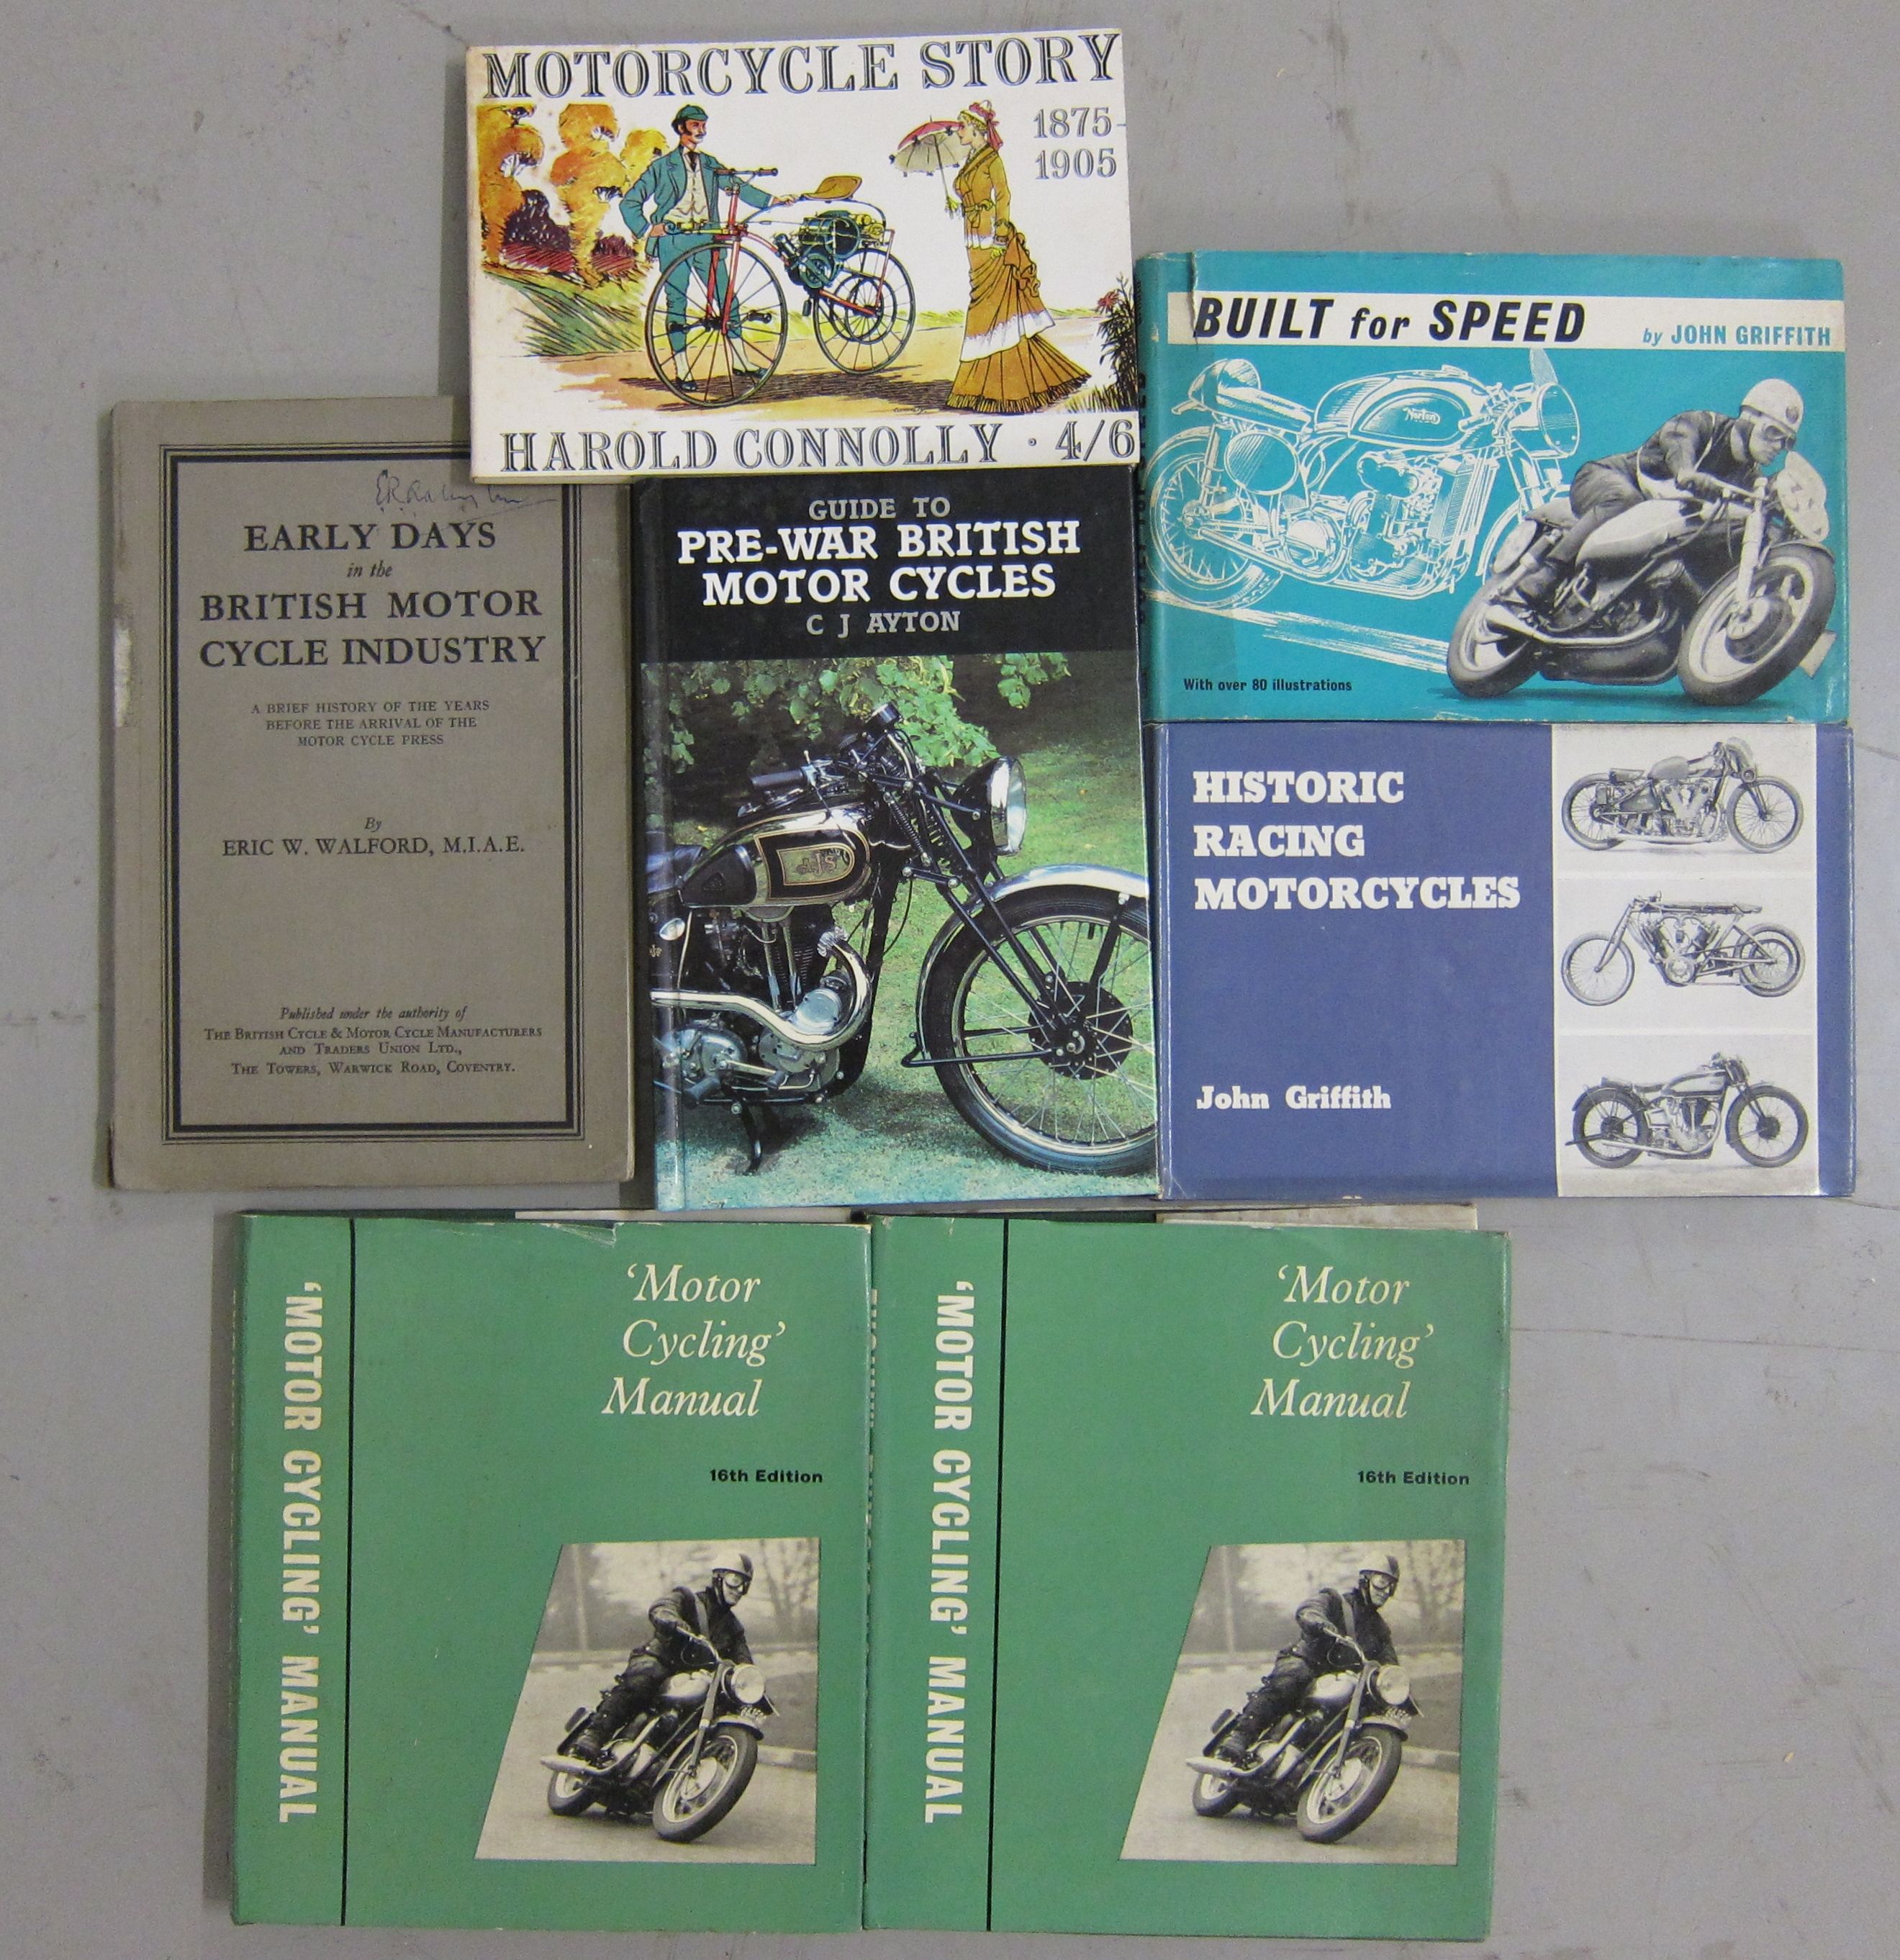 MOTORCYCLE STORY
1875-
1905
HAROLD CONNOLLY · 4/6
BUILT for SPEED by JOHN GRIFFITH
Norton
With over 80 illustrations
EARLY DAYS
in the
BRITISH MOTOR
CYCLE INDUSTRY
A BRIEF HISTORY OF THE YEARS
BEFORE THE ARRIVAL OF THE
MOTOR CYCLE PRESS
By
ERIC W. WALFORD, M.I.A.E.
Published under the authority of
THE BRITISH CYCLE & MOTOR CYCLE MANUFACTURERS
AND TRADERS UNION LTD.,
THE TOWERS, WARWICK ROAD, COVENTRY.
GUIDE TO
PRE-WAR BRITISH
MOTOR CYCLES
C J AYTON
AJS
HISTORIC
RACING
MOTORCYCLES
John Griffith
'MOTOR CYCLING' MANUAL
'Motor
Cycling'
Manual
16th Edition
'MOTOR CYCLING' MANUAL
'Motor
Cycling'
Manual
16th Edition